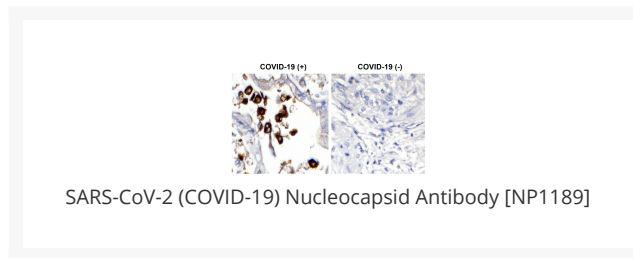 COVID-19 (+) COVID-19 (-)
SARS-CoV-2 (COVID-19) Nucleocapsid Antibody [NP1189]